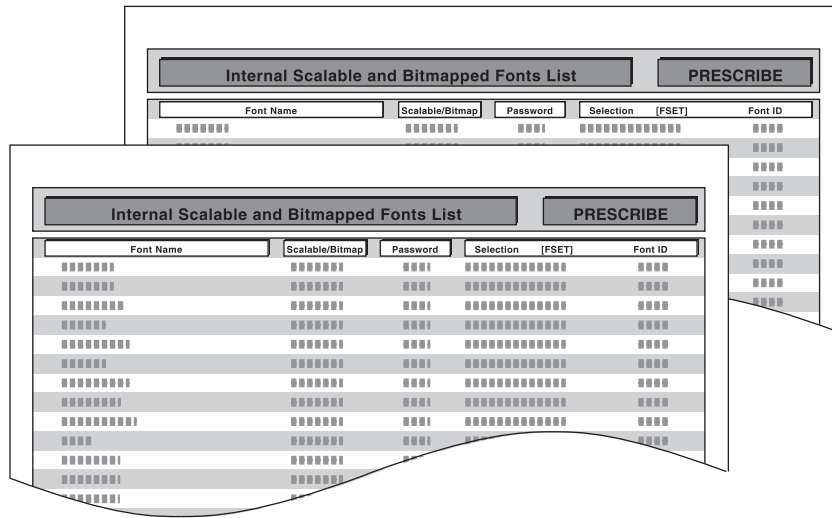 Internal Scalable and Bitmapped Fonts List PRESCRIBE
Font Name Scalable/Bitmap Password Selection [FSET] Font ID
Internal Scalable and Bitmapped Fonts List PRESCRIBE
Font Name Scalable/Bitmap Password Selection [FSET] Font ID